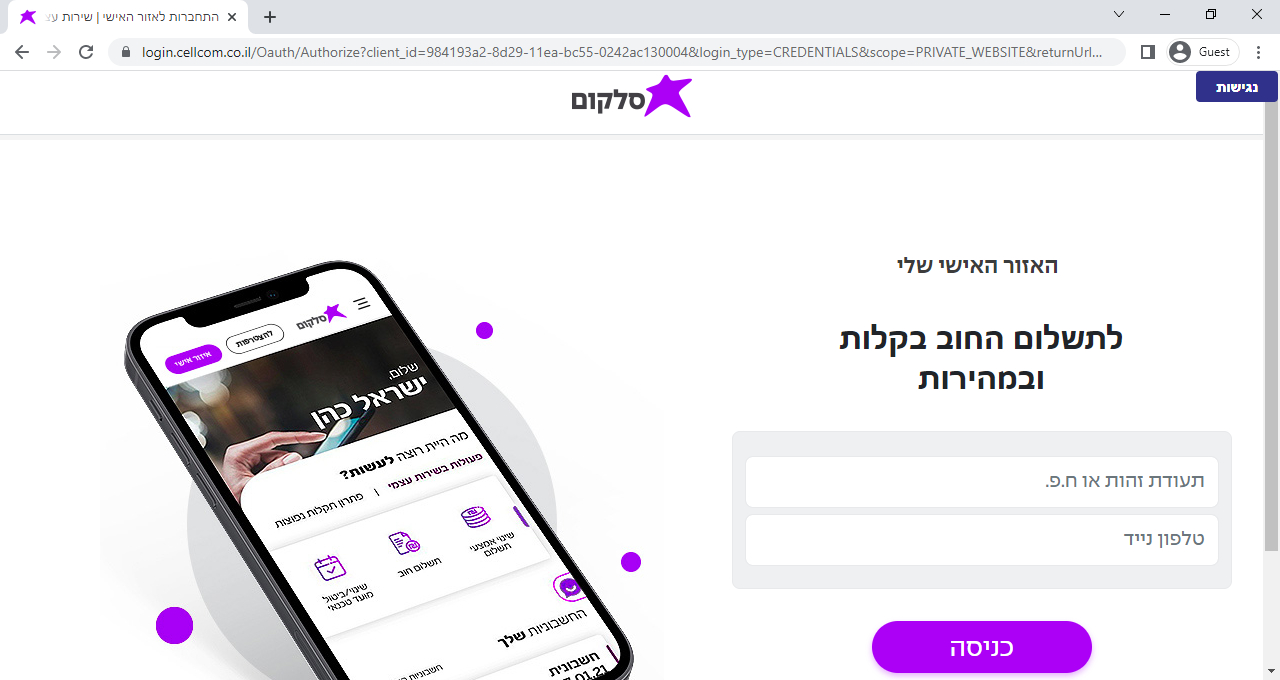 התחברות לאזור האישי | שירות עצ
login.cellcom.co.il/Oauth/Authorize?client_id=984193a2-8d29-11ea-bc55-0242ac130004&login_type=CREDENTIALS&scope=PRIVATE_WEBSITE&returnUrl...
Guest
נגישות
סלקום
האזור האישי שלי
לתשלום החוב בקלות
ובמהירות
תעודת זהות או ח.פ.
טלפון נייד
כניסה
סלקום
להצטרפות
איזור אישי
שלום,
ישראל כהן
מה היית רוצה לעשות?
פעולות בשירות עצמי | פתרון תקלות נפוצות
שינוי אמצעי
תשלום
תשלום חוב
שינוי/ביטול
מועד טכנאי
החשבוניות שלך
חשבונית